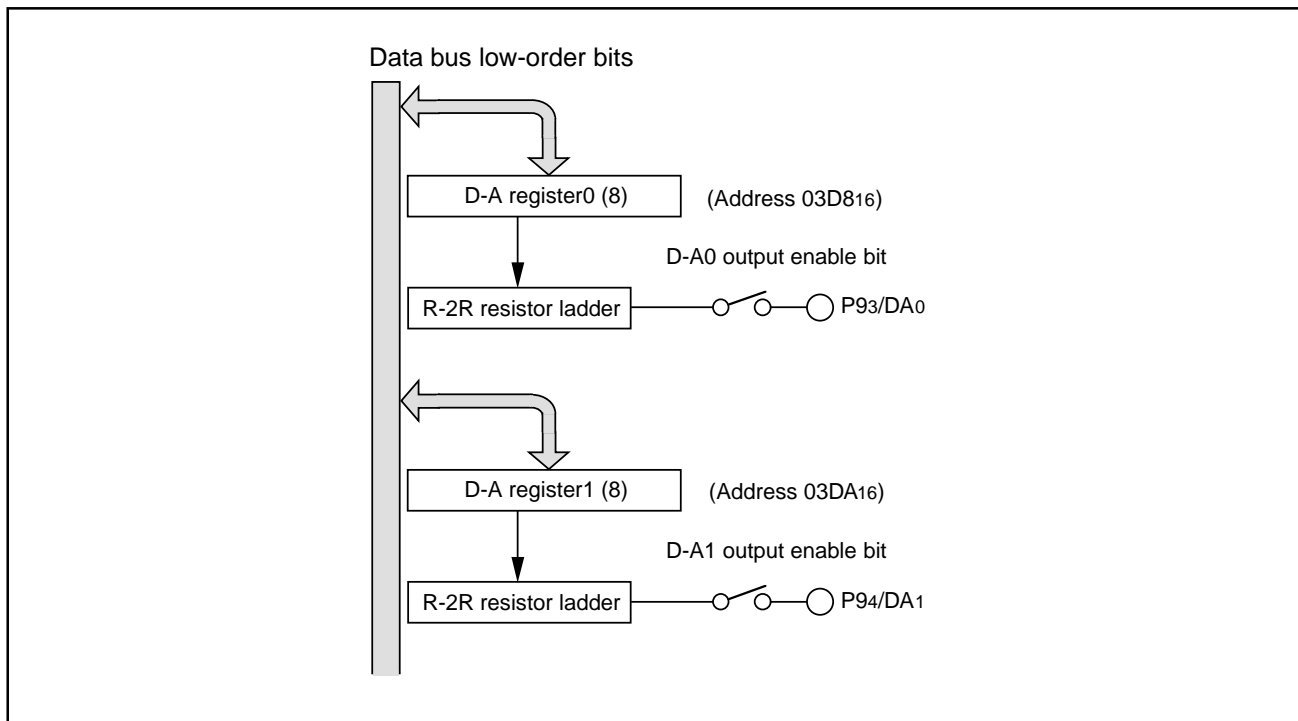 Data bus low-order bits
D-A register0 (8) (Address 03D816)
D-A0 output enable bit
R-2R resistor ladder P93/DA0
D-A register1 (8) (Address 03DA16)
D-A1 output enable bit
R-2R resistor ladder P94/DA1